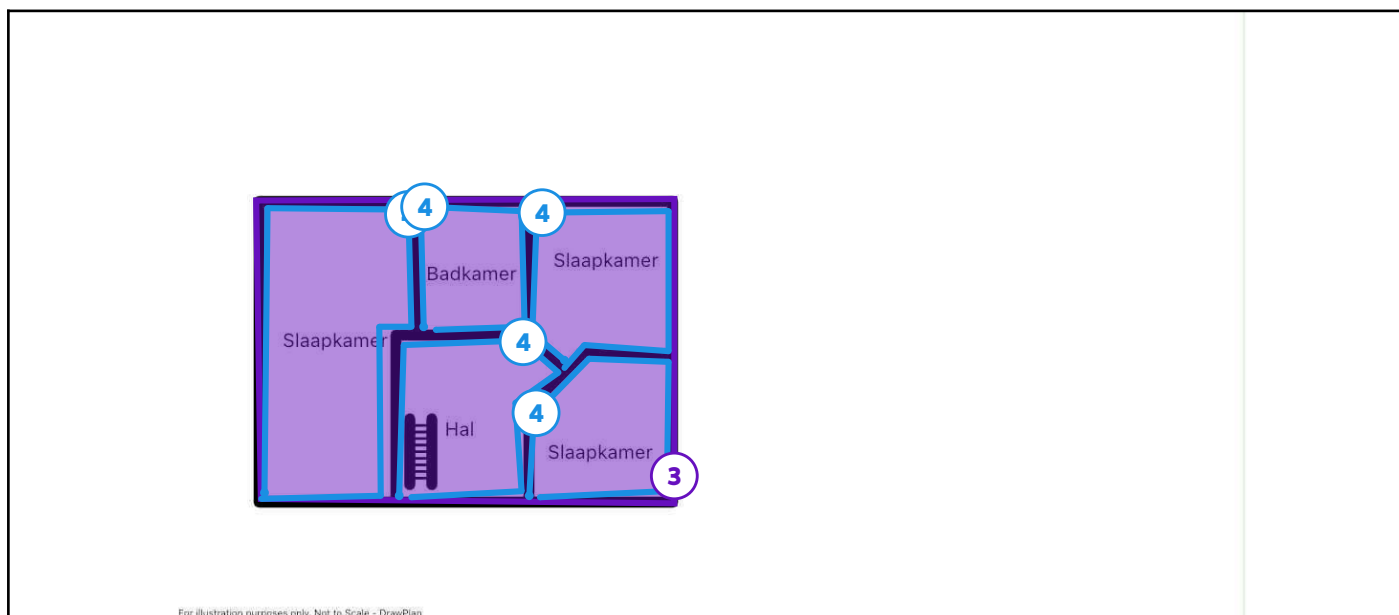 4
4
Badkamer
Slaapkamer
Slaapkamer
4
4
Hal
Slaapkamer
3
For illustration purposes only. Not to Scale - DrawPlan